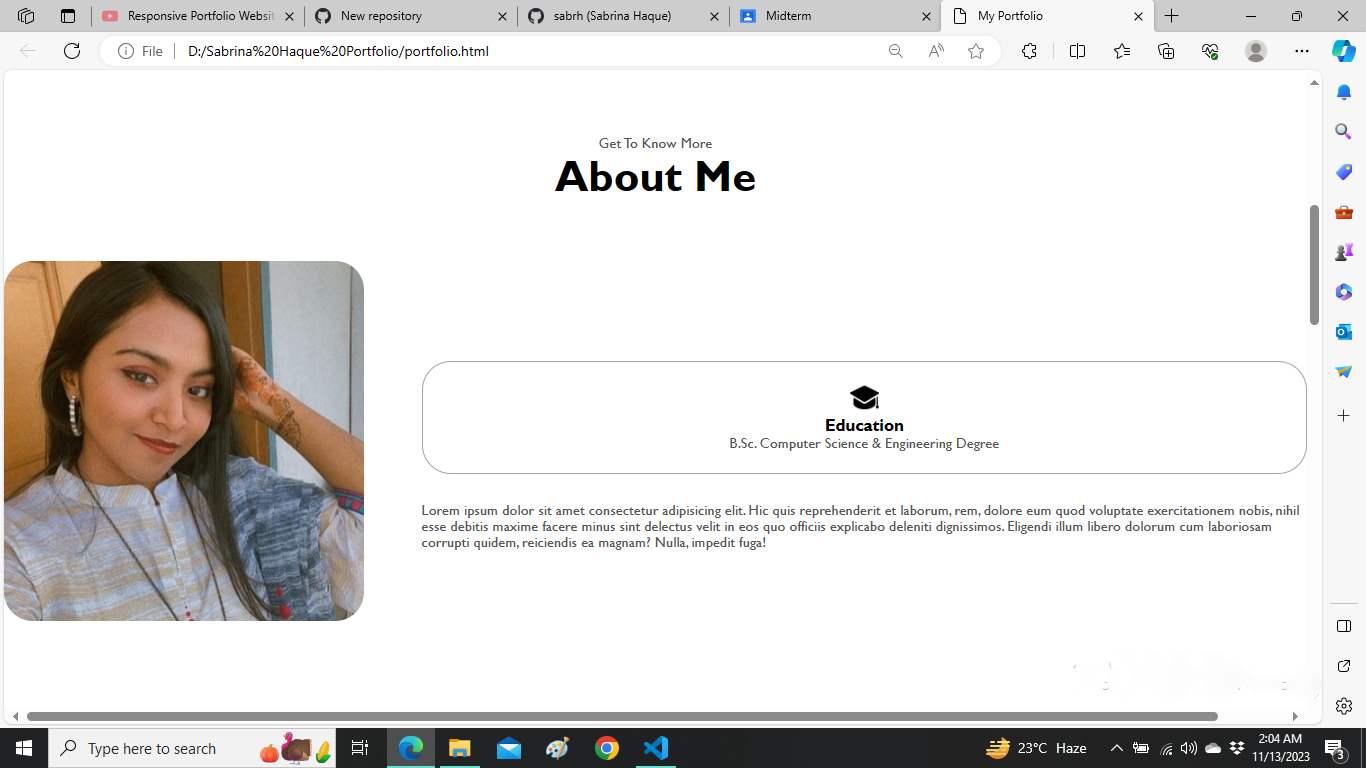 Responsive Portfolio Websit
New repository
sabrh (Sabrina Haque)
Midterm
My Portfolio
File
D:/Sabrina%20Haque%20Portfolio/portfolio.html
Get To Know More
About Me
Education
B.Sc. Computer Science & Engineering Degree
Lorem ipsum dolor sit amet consectetur adipisicing elit. Hic quis reprehenderit et laborum, rem, dolore eum quod voluptate exercitationem nobis, nihil
esse debitis maxime facere minus sint delectus velit in eos quo officiis explicabo deleniti dignissimos. Eligendi illum libero dolorum cum laboriosam
corrupti quidem, reiciendis ea magnam? Nulla, impedit fuga!
Type here to search
23°C Haze
2:04 AM
11/13/2023
3